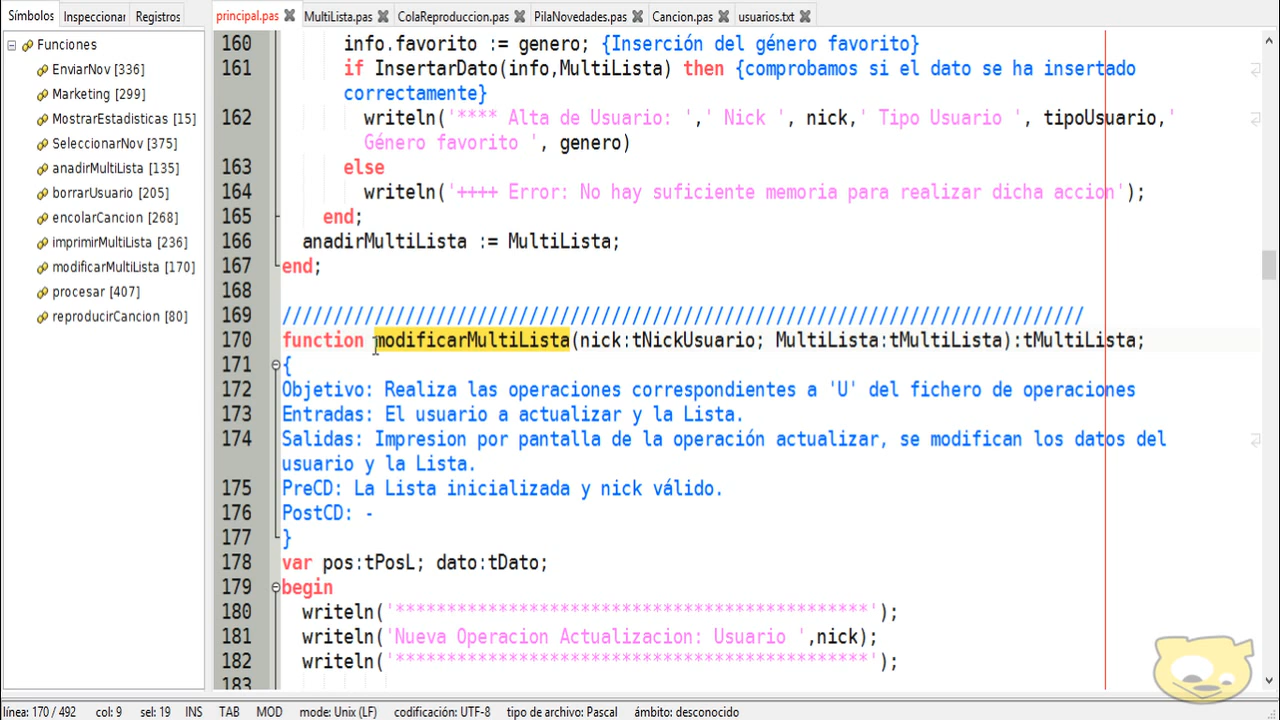 Símbolos Inspeccionar Registros
principal.pas MultiLista.pas ColaReproduccion.pas PilaNovedades.pas Cancion.pas usuarios.txt
Funciones
EnviarNov [336]
Marketing [299]
MostrarEstadisticas [15]
SeleccionarNov [375]
anadirMultiLista [135]
borrarUsuario [205]
encolarCancion [268]
imprimirMultiLista [236]
modificarMultiLista [170]
procesar [407]
reproducirCancion [80]
160 info.favorito := genero; {Inserción del género favorito}
161 if InsertarDato(info,MultiLista) then {comprobamos si el dato se ha insertado
correctamente}
162 writeln('**** Alta de Usuario: ',' Nick ', nick,' Tipo Usuario ', tipoUsuario,'
Género favorito ', genero)
163 else
164 writeln('++++ Error: No hay suficiente memoria para realizar dicha accion');
165 end;
166 anadirMultiLista := MultiLista;
167 end;
168
169 //////////////////////////////////////////////////////////////////////////////
170 function modificarMultiLista(nick:tNickUsuario; MultiLista:tMultiLista):tMultiLista;
171 {
172 Objetivo: Realiza las operaciones correspondientes a 'U' del fichero de operaciones
173 Entradas: El usuario a actualizar y la Lista.
174 Salidas: Impresion por pantalla de la operación actualizar, se modifican los datos del
usuario y la Lista.
175 PreCD: La Lista inicializada y nick válido.
176 PostCD: -
177 }
178 var pos:tPosL; dato:tDato;
179 begin
180 writeln('**********************************************');
181 writeln('Nueva Operacion Actualizacion: Usuario ',nick);
182 writeln('**********************************************');
183
línea: 170 / 492 col: 9 sel: 19 INS TAB MOD mode: Unix (LF) codificación: UTF-8 tipo de archivo: Pascal ámbito: desconocido